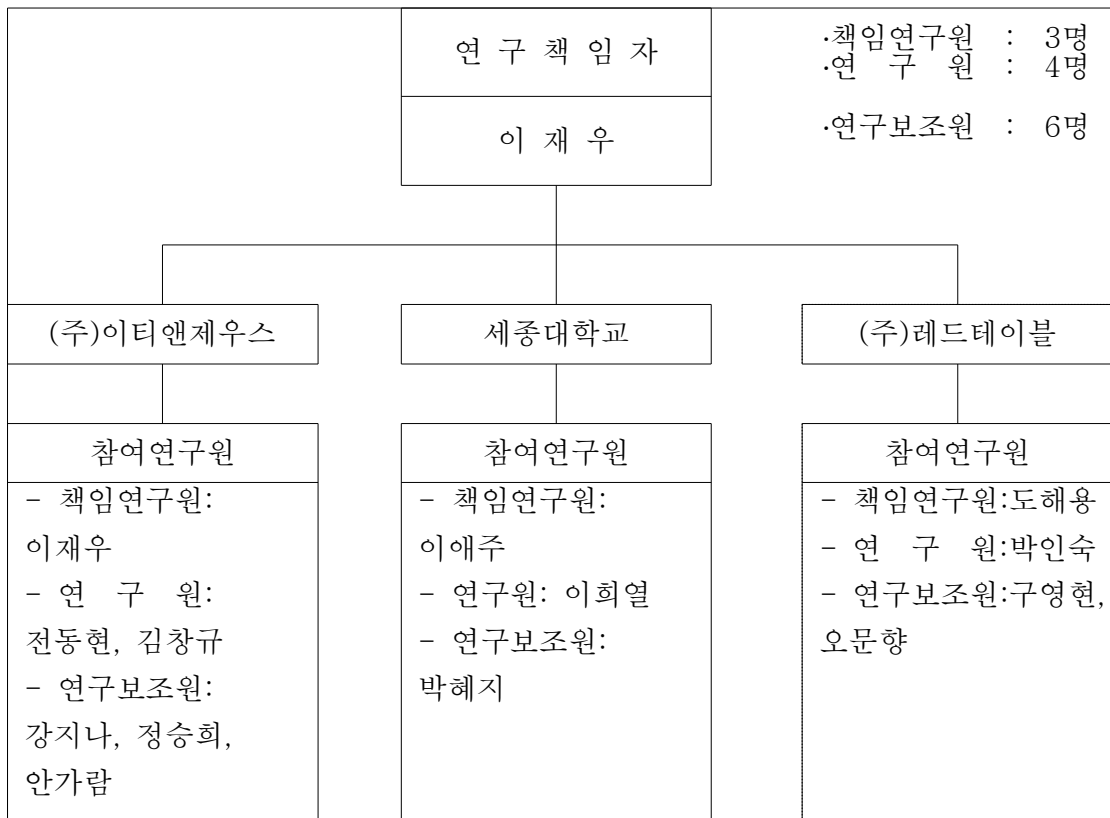 연 구 책 임 자
이 재 우
·책임연구원 : 3명
·연 구 원 : 4명
·연구보조원 : 6명
(주)이티앤제우스
세종대학교
(주)레드테이블
참여연구원
- 책임연구원:
이재우
- 연 구 원:
전동현, 김창규
- 연구보조원:
강지나, 정승희,
안가람
참여연구원
- 책임연구원:
이애주
- 연구원: 이희열
- 연구보조원:
박혜지
참여연구원
- 책임연구원:도해용
- 연 구 원:박인숙
- 연구보조원:구영현,
오문향